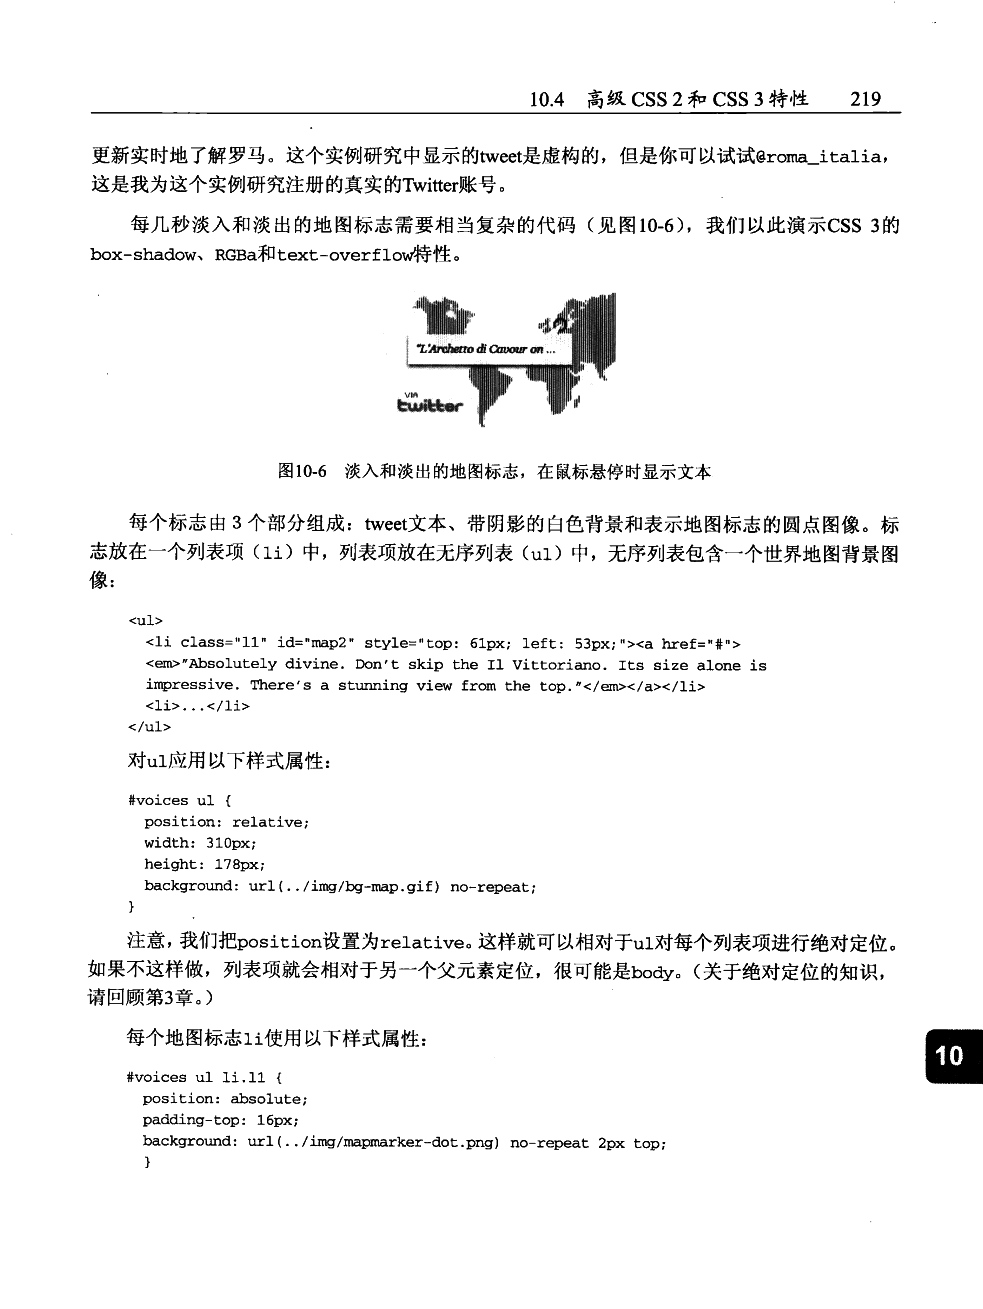 10.4 高级 CSS 2 和 CSS 3 特性 219
更新实时地了解罗马。这个实例研究中显示的tweet是虚构的，但是你可以试试@roma_italia，
这是我为这个实例研究注册的真实的Twitter账号。
每几秒淡入和淡出的地图标志需要相当复杂的代码（见图10-6），我们以此演示CSS 3的
box-shadow、RGBa和text-overflow特性。
"L'Archetto di Cavour on ...
VIA
twitter
图10-6 淡入和淡出的地图标志，在鼠标悬停时显示文本
每个标志由 3 个部分组成：tweet文本、带阴影的白色背景和表示地图标志的圆点图像。标
志放在一个列表项（li）中，列表项放在无序列表（ul）中，无序列表包含一个世界地图背景图
像：
<ul>
<li class="l1" id="map2" style="top: 61px; left: 53px;"><a href="#">
<em>"Absolutely divine. Don't skip the Il Vittoriano. Its size alone is
impressive. There's a stunning view from the top."</em></a></li>
<li>...</li>
</ul>
对ul应用以下样式属性：
#voices ul {
position: relative;
width: 310px;
height: 178px;
background: url(../img/bg-map.gif) no-repeat;
}
注意，我们把position设置为relative。这样就可以相对于ul对每个列表项进行绝对定位。
如果不这样做，列表项就会相对于另一个父元素定位，很可能是body。（关于绝对定位的知识，
请回顾第3章。）
每个地图标志li使用以下样式属性：
10
#voices ul li.l1 {
position: absolute;
padding-top: 16px;
background: url(../img/mapmarker-dot.png) no-repeat 2px top;
}